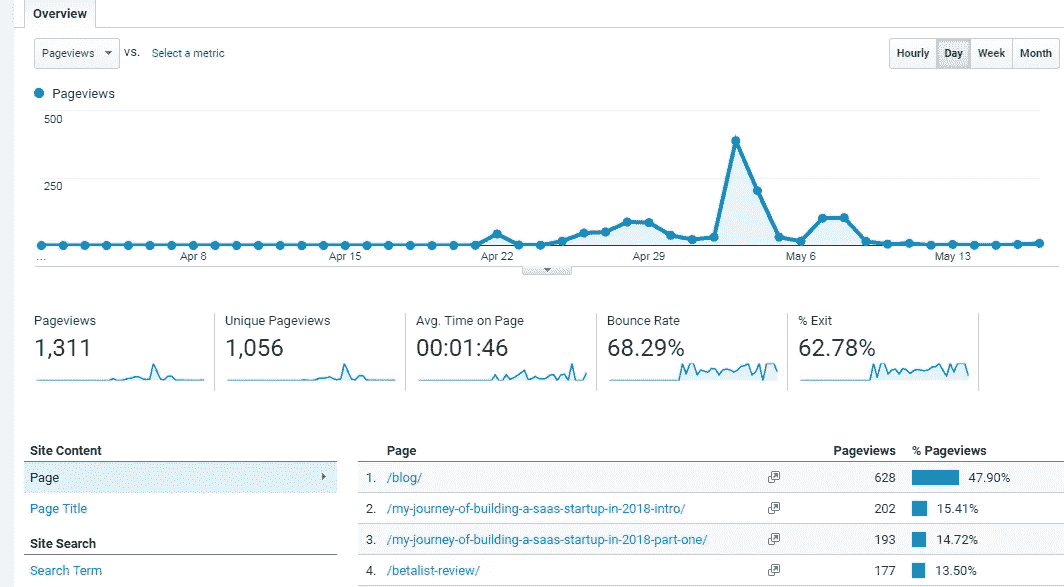 Overview
Pageviews vs. Select a metric Hourly Day Week Month
Pageviews
500
250
... Apr 8 Apr 15 Apr 22 Apr 29 May 6 May 13
Pageviews Unique Pageviews Avg. Time on Page Bounce Rate % Exit
1,311 1,056 00:01:46 68.29% 62.78%
Site Content Page Pageviews % Pageviews
Page 1. /blog/ 628 47.90%
Page Title 2. /my-journey-of-building-a-saas-startup-in-2018-intro/ 202 15.41%
Site Search 3. /my-journey-of-building-a-saas-startup-in-2018-part-one/ 193 14.72%
Search Term 4. /betalist-review/ 177 13.50%